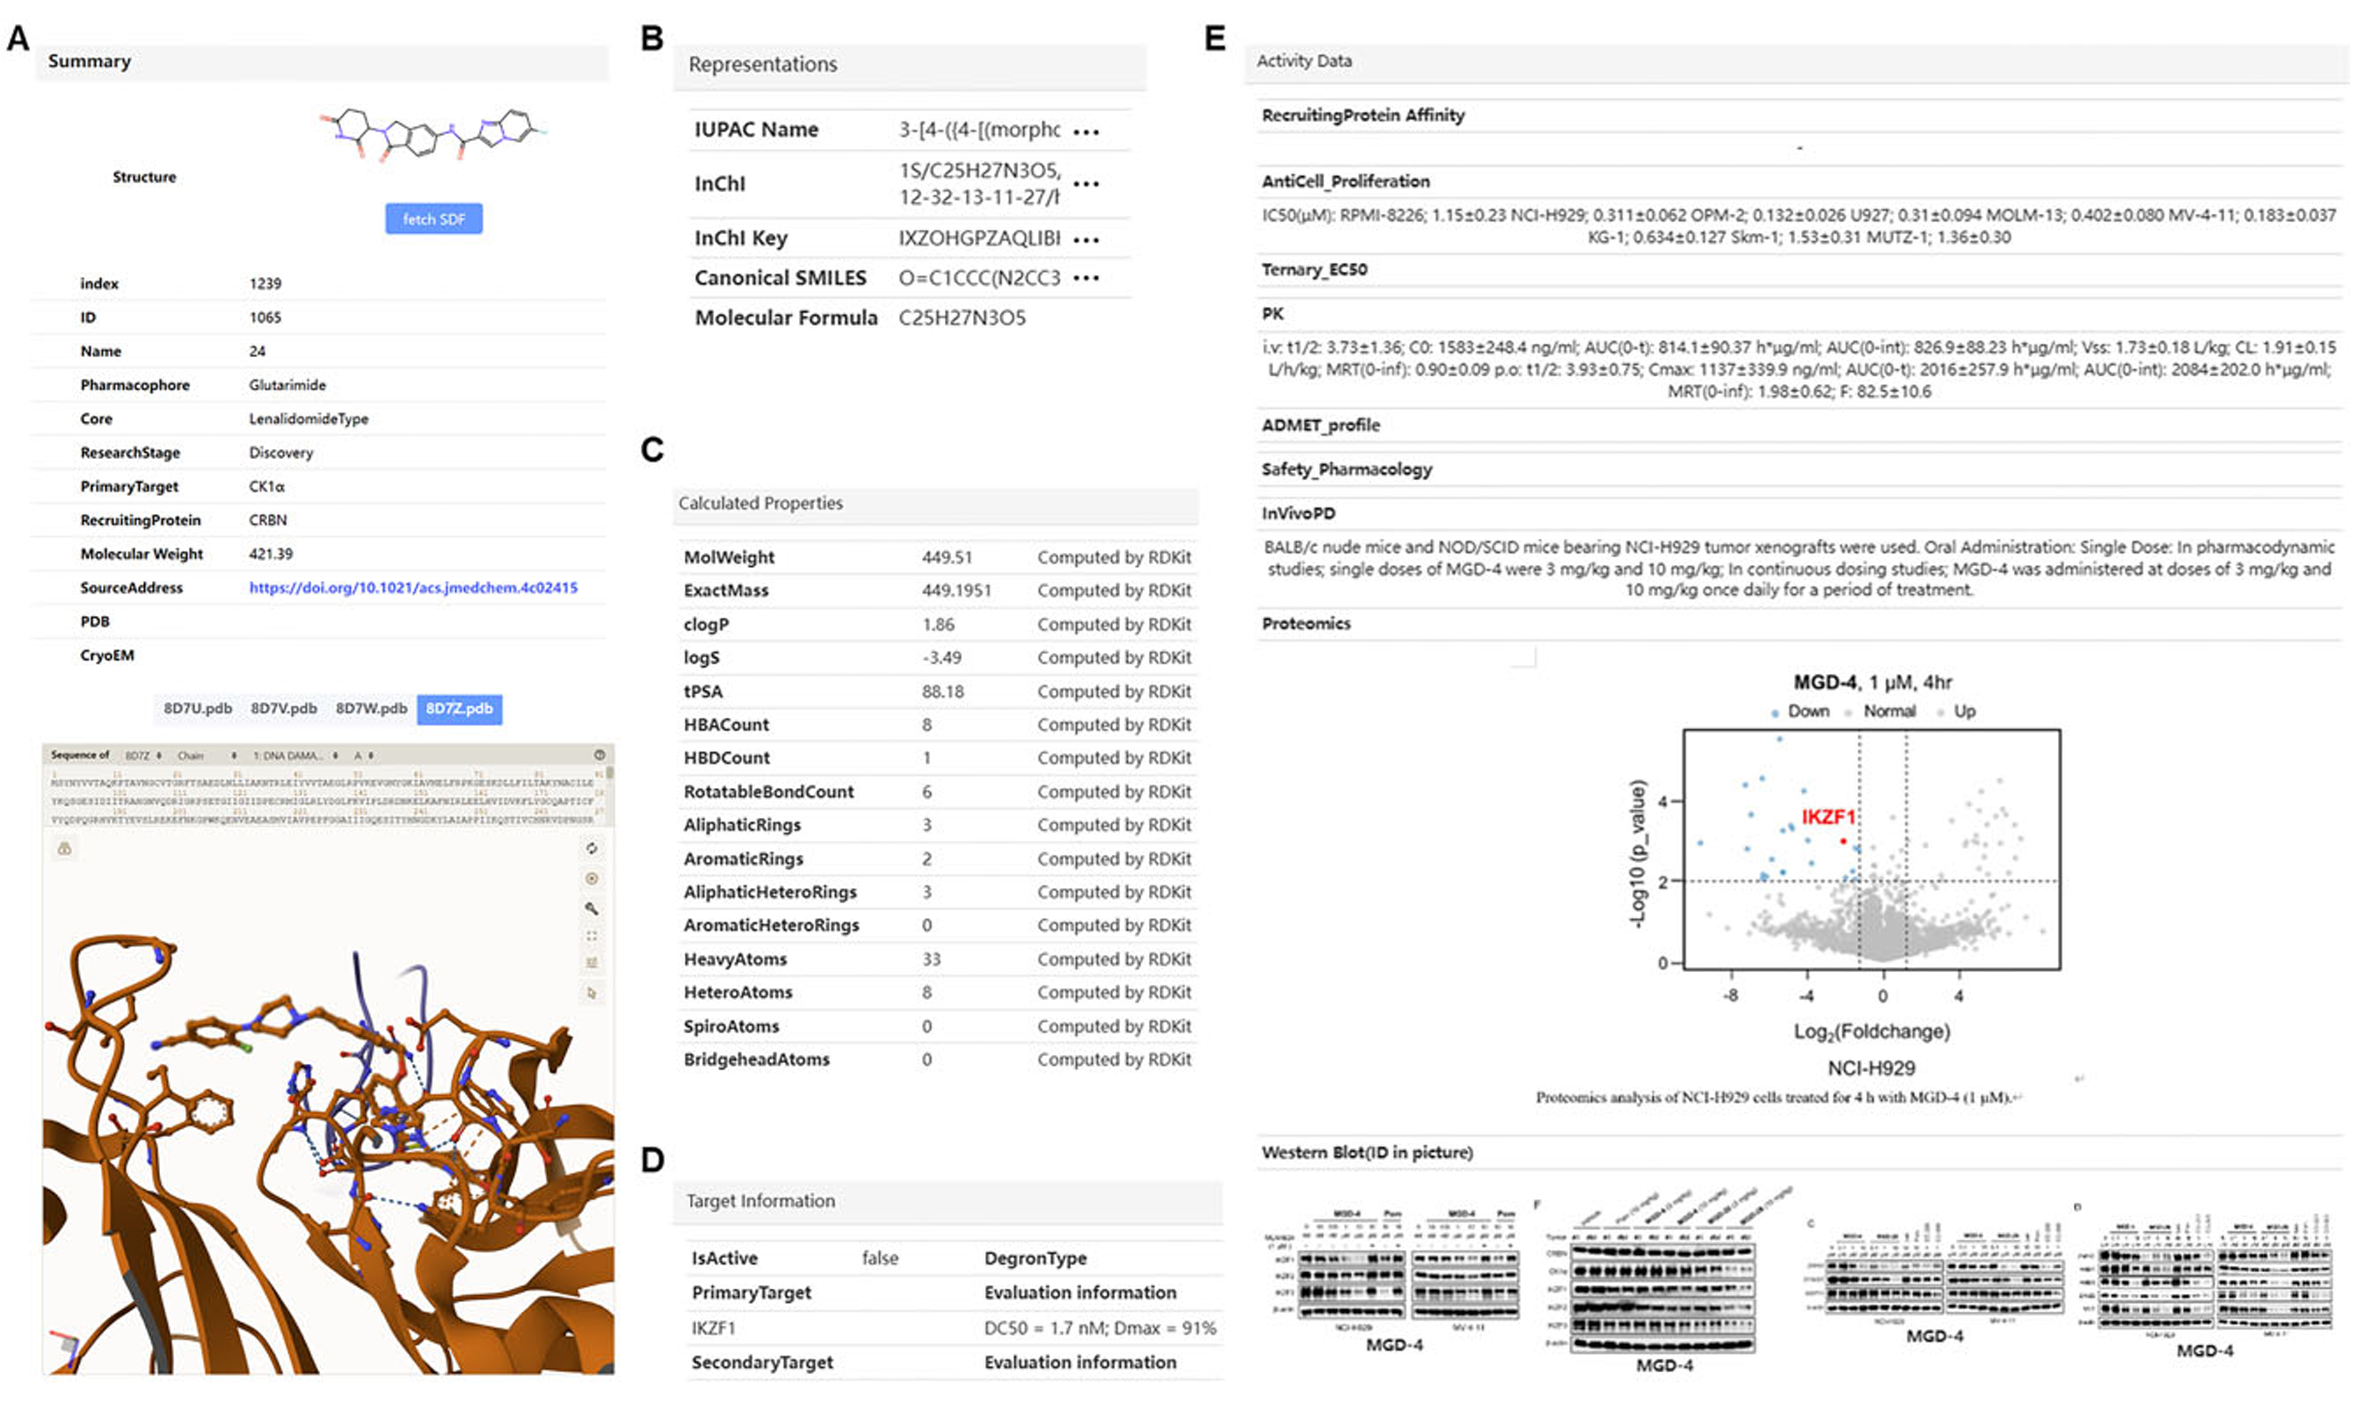 A
Summary
Structure
fetch SDF
index 1239
ID 1065
Name 24
Pharmacophore Glutarimide
Core LenalidomideType
ResearchStage Discovery
PrimaryTarget CK1α
RecruitingProtein CRBN
Molecular Weight 421.39
SourceAddress https://doi.org/10.1021/acs.jmedchem.4c02415
PDB
CryoEM
8D7U.pdb 8D7V.pdb 8D7W.pdb 8D7Z.pdb
Sequence of 8D7Z Chain 1: DNA DAMA... A
B
Representations
IUPAC Name 3-[4-({4-[(morphc •••
InChI 1S/C25H27N3O5, •••
12-32-13-11-27/h
InChI Key IXZOHGPZAQLIBI •••
Canonical SMILES O=C1CCC(N2CC3 •••
Molecular Formula C25H27N3O5
C
Calculated Properties
MolWeight 449.51 Computed by RDKit
ExactMass 449.1951 Computed by RDKit
clogP 1.86 Computed by RDKit
logS -3.49 Computed by RDKit
tPSA 88.18 Computed by RDKit
HBACount 8 Computed by RDKit
HBDCount 1 Computed by RDKit
RotatableBondCount 6 Computed by RDKit
AliphaticRings 3 Computed by RDKit
AromaticRings 2 Computed by RDKit
AliphaticHeteroRings 3 Computed by RDKit
AromaticHeteroRings 0 Computed by RDKit
HeavyAtoms 33 Computed by RDKit
HeteroAtoms 8 Computed by RDKit
SpiroAtoms 0 Computed by RDKit
BridgeheadAtoms 0 Computed by RDKit
D
Target Information
IsActive false DegronType
PrimaryTarget Evaluation information
IKZF1 DC50 = 1.7 nM; Dmax = 91%
SecondaryTarget Evaluation information
E
Activity Data
RecruitingProtein Affinity
-
AntiCell_Proliferation
IC50(μM): RPMI-8226; 1.15±0.23 NCI-H929; 0.311±0.062 OPM-2; 0.132±0.026 U927; 0.31±0.094 MOLM-13; 0.402±0.080 MV-4-11; 0.183±0.037
KG-1; 0.634±0.127 Skm-1; 1.53±0.31 MUTZ-1; 1.36±0.30
Ternary_EC50
PK
i.v: t1/2: 3.73±1.36; C0: 1583±248.4 ng/ml; AUC(0-t): 814.1±90.37 h*μg/ml; AUC(0-int): 826.9±88.23 h*μg/ml; Vss: 1.73±0.18 L/kg; CL: 1.91±0.15
L/h/kg; MRT(0-inf): 0.90±0.09 p.o: t1/2: 3.93±0.75; Cmax: 1137±339.9 ng/ml; AUC(0-t): 2016±257.9 h*μg/ml; AUC(0-int): 2084±202.0 h*μg/ml;
MRT(0-inf): 1.98±0.62; F: 82.5±10.6
ADMET_profile
Safety_Pharmacology
InVivoPD
BALB/c nude mice and NOD/SCID mice bearing NCI-H929 tumor xenografts were used. Oral Administration: Single Dose: In pharmacodynamic
studies; single doses of MGD-4 were 3 mg/kg and 10 mg/kg; In continuous dosing studies; MGD-4 was administered at doses of 3 mg/kg and
10 mg/kg once daily for a period of treatment.
Proteomics
MGD-4, 1 μM, 4hr
Down Normal Up
IKZF1
-Log10 (p_value)
4
2
0
-8 -4 0 4
Log2(Foldchange)
NCI-H929
Proteomics analysis of NCI-H929 cells treated for 4 h with MGD-4 (1 μM).
Western Blot(ID in picture)
MGD-4 Pom MGD-4 Pom
NCI-H929 MV-4-11
MGD-4
F
MGD-4
C
MGD-4
D
MGD-4